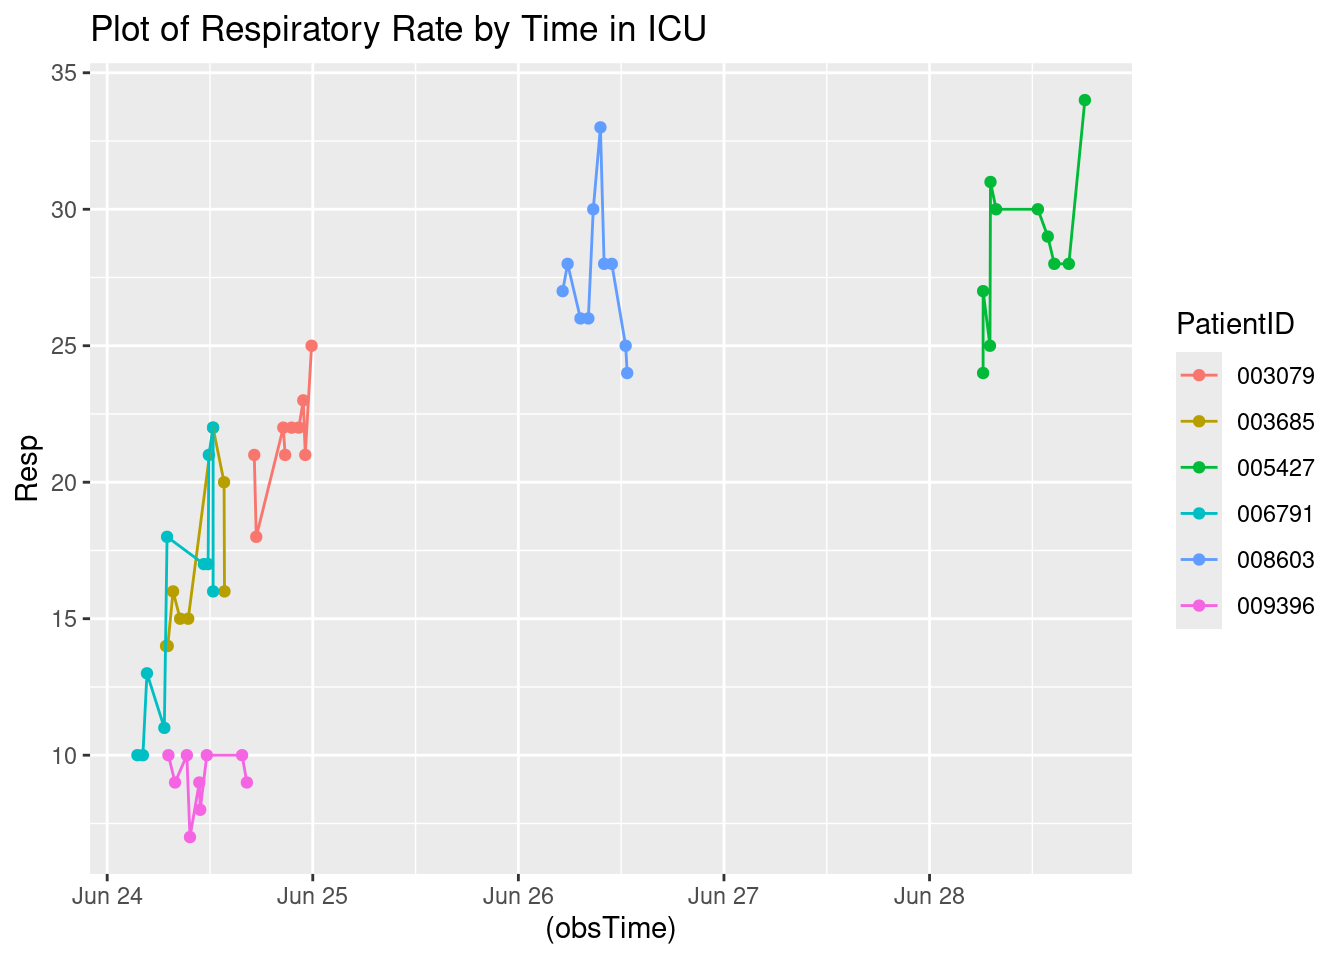 Plot of Respiratory Rate by Time in ICU
35
30
25
20
15
10
Resp
Jun 24 Jun 25 Jun 26 Jun 27 Jun 28
(obsTime)
PatientID
003079
003685
005427
006791
008603
009396